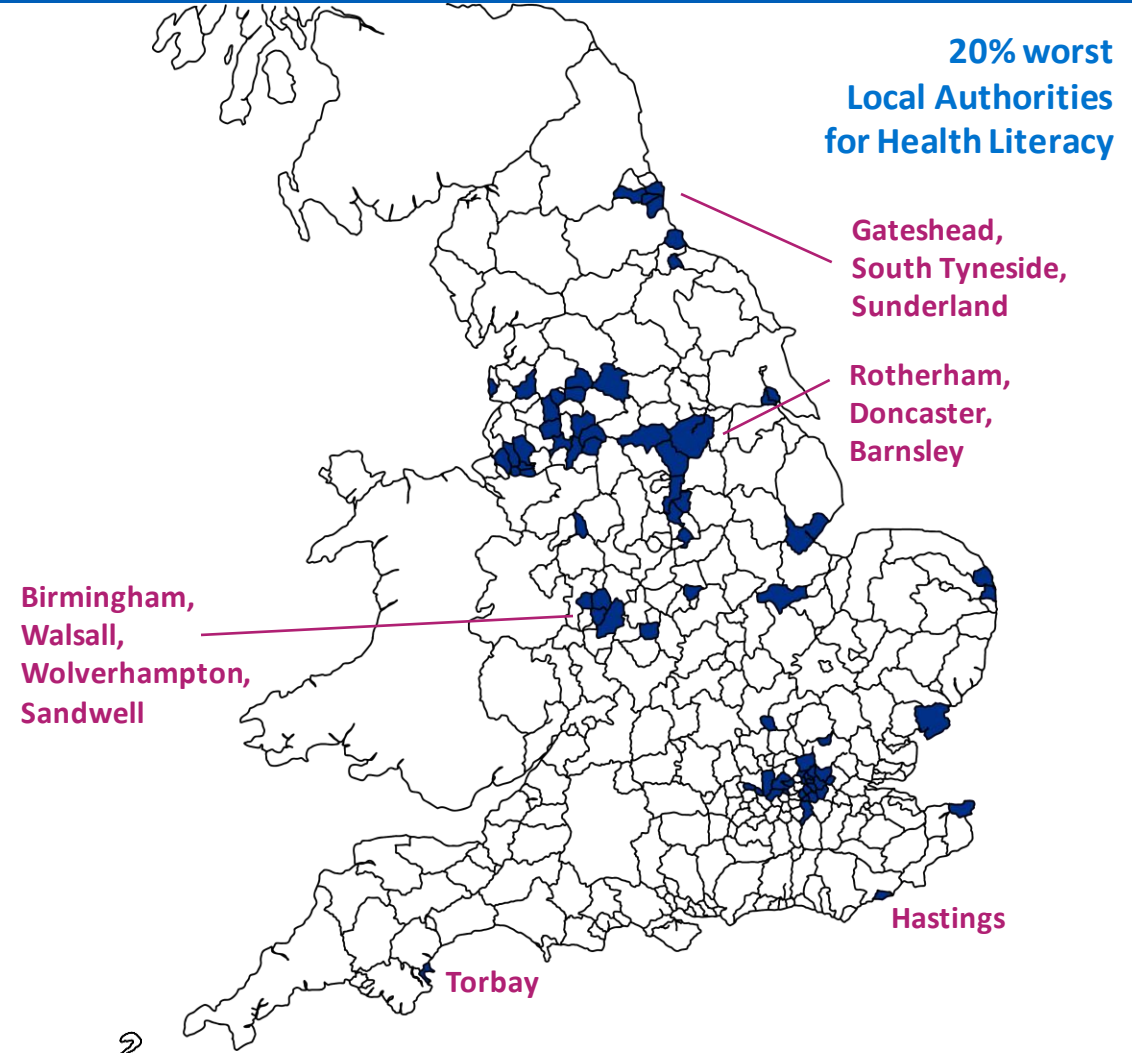 20% worst
Local Authorities
for Health Literacy
Gateshead,
South Tyneside,
Sunderland
Rotherham,
Doncaster,
Barnsley
Birmingham,
Walsall,
Wolverhampton,
Sandwell
Hastings
Torbay